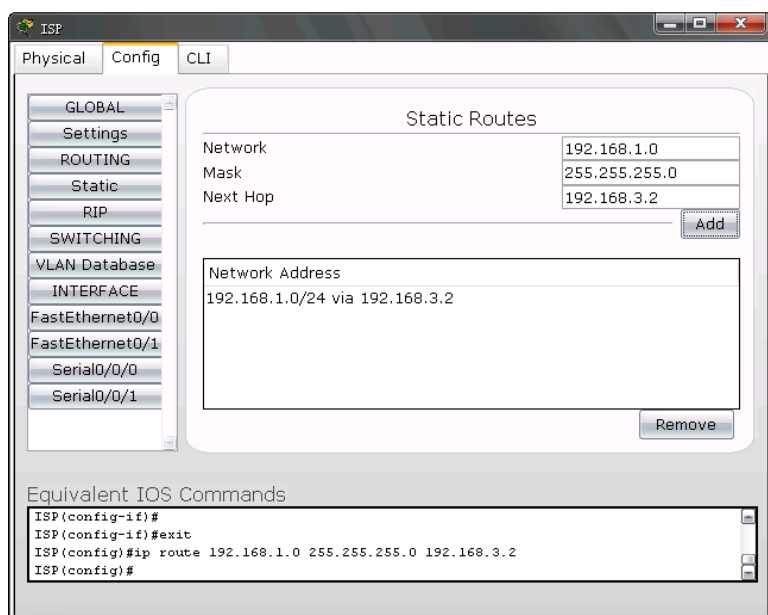 ISP
Physical Config CLI
GLOBAL
Settings
ROUTING
Static
RIP
SWITCHING
VLAN Database
INTERFACE
FastEthernet0/0
FastEthernet0/1
Serial0/0/0
Serial0/0/1
Static Routes
Network 192.168.1.0
Mask 255.255.255.0
Next Hop 192.168.3.2
Add
Network Address
192.168.1.0/24 via 192.168.3.2
Remove
Equivalent IOS Commands
ISP(config-if)#
ISP(config-if)#exit
ISP(config)#ip route 192.168.1.0 255.255.255.0 192.168.3.2
ISP(config)#